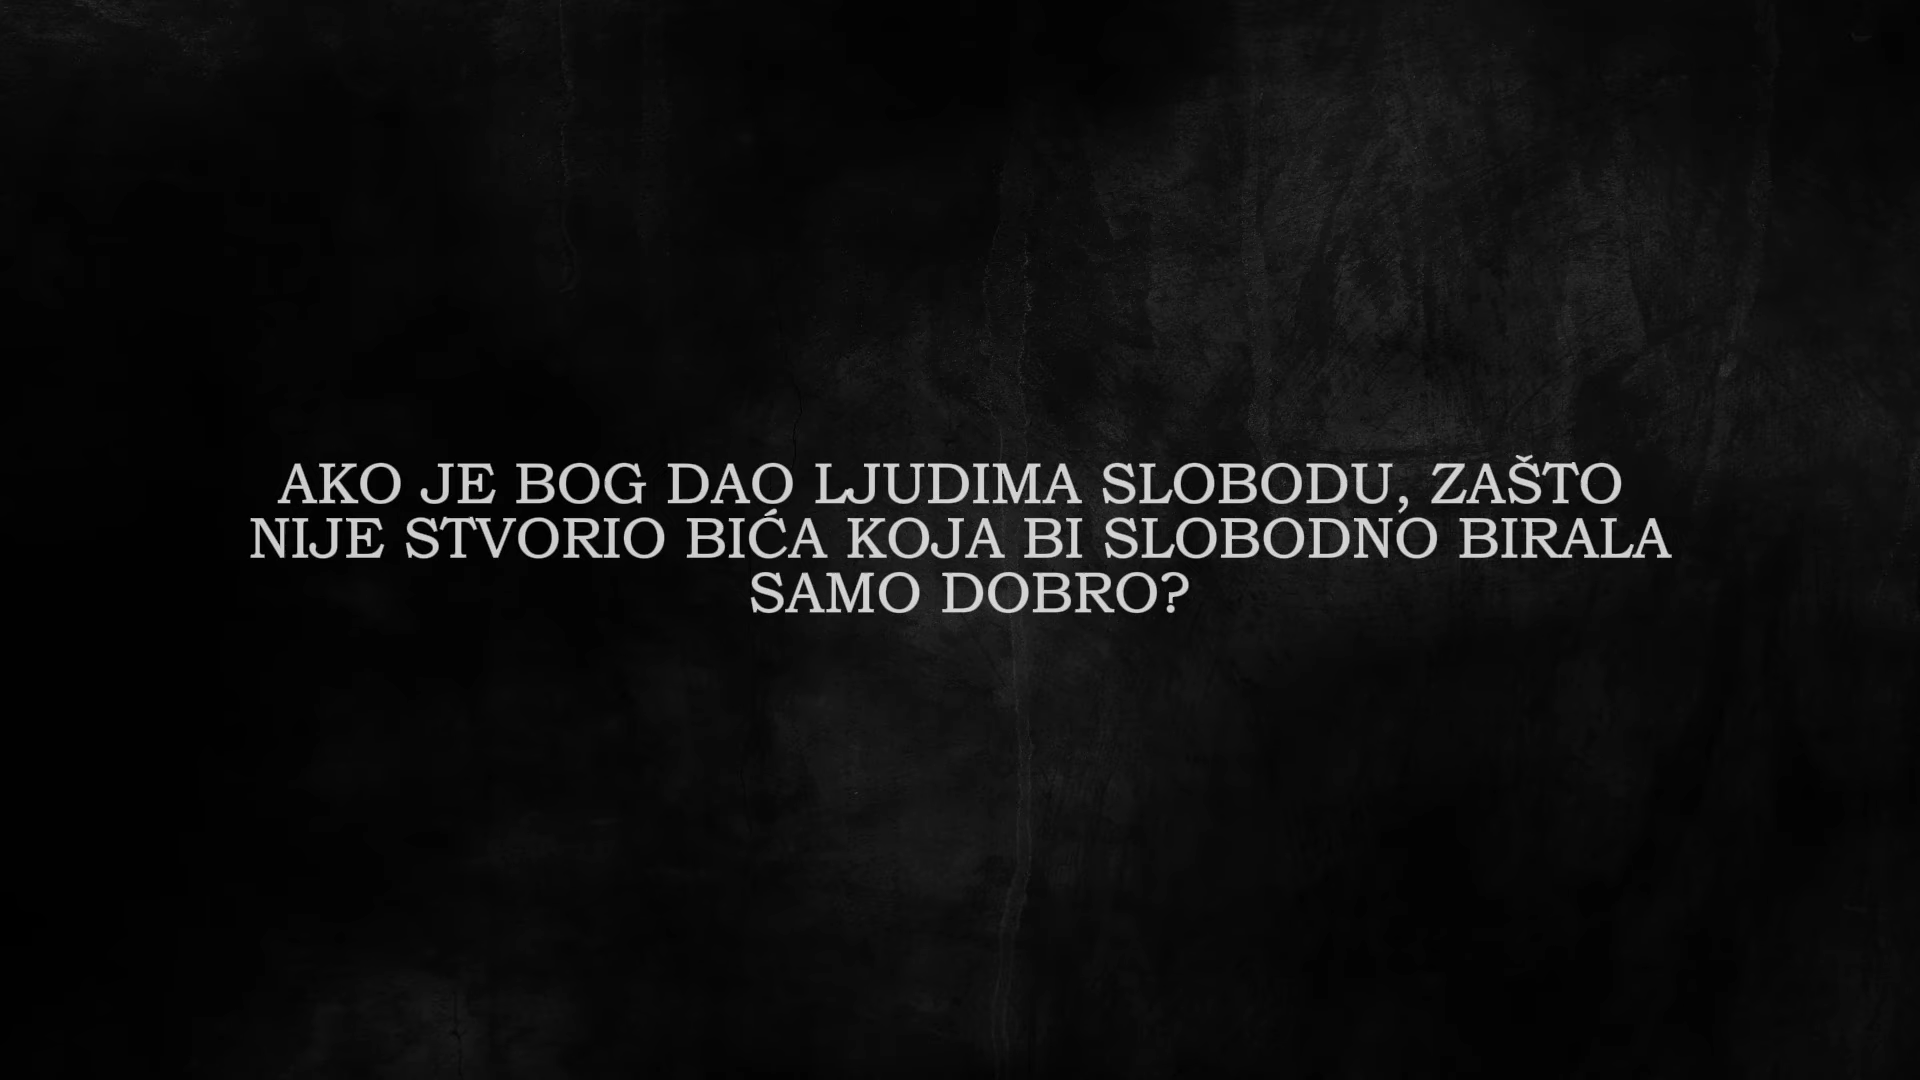 AKO JE BOG DAO LJUDIMA SLOBODU, ZAŠTO
NIJE STVORIO BIĆA KOJA BI SLOBODNO BIRALA
SAMO DOBRO?